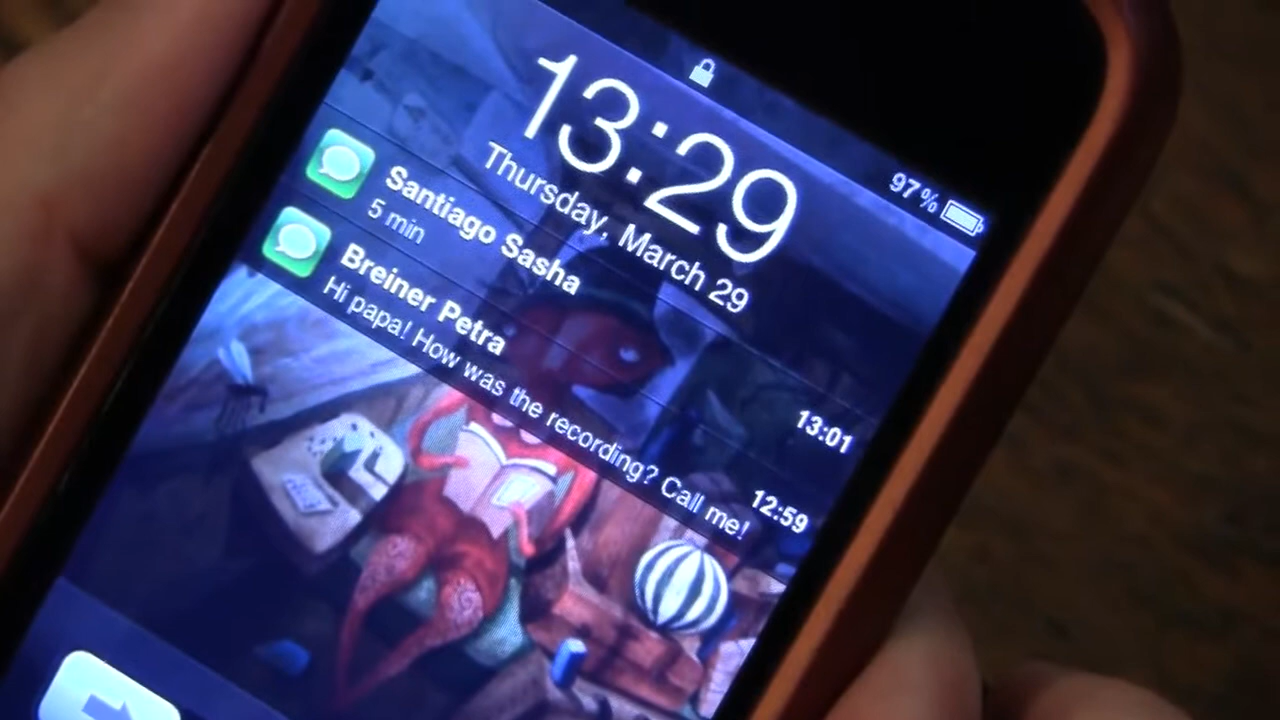 97%
13:29
Thursday, March 29
Santiago Sasha
5 min
13:01
Breiner Petra
Hi papa! How was the recording? Call me!
12:59